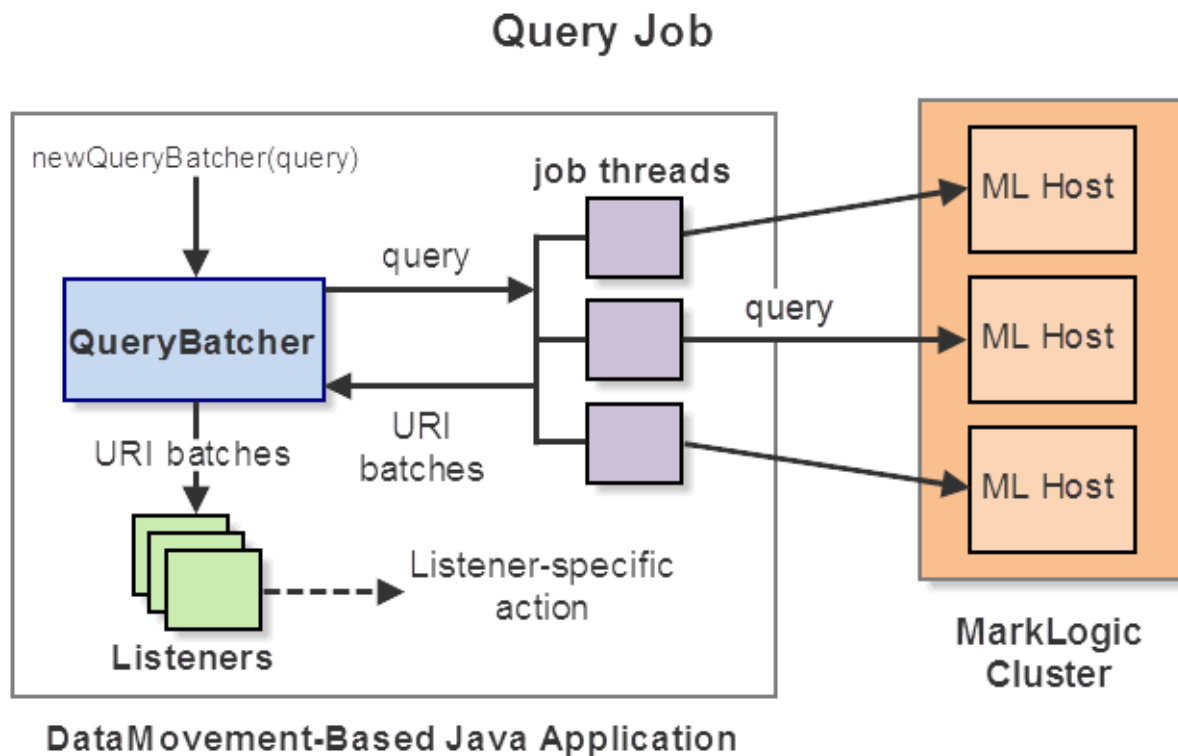 Query Job
newQueryBatcher(query)
job threads
ML Host
query
QueryBatcher
query
ML Host
URI batches
URI
batches
ML Host
Listener-specific
action
Listeners
MarkLogic
Cluster
DataMovement-Based Java Application